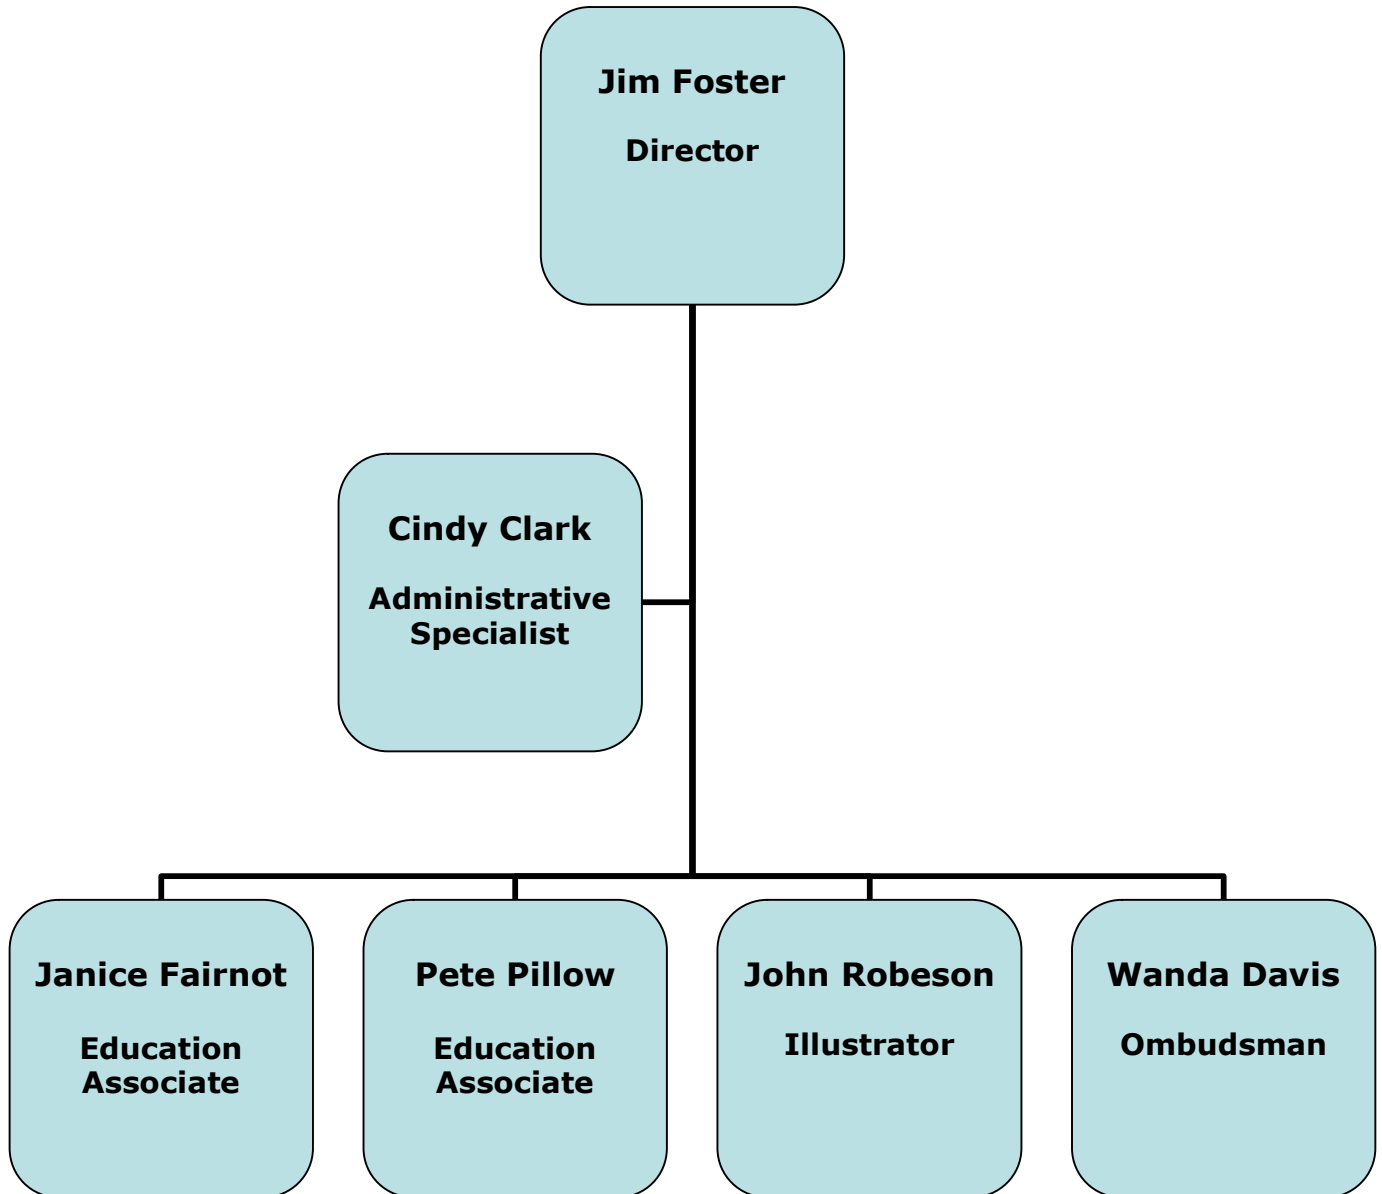 Jim Foster
Director
Cindy Clark
Administrative
Specialist
Janice Fairnot
Education
Associate
Pete Pillow
Education
Associate
John Robeson
Illustrator
Wanda Davis
Ombudsman